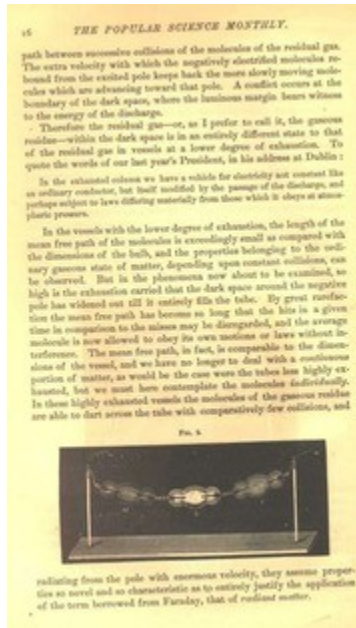 16 THE POPULAR SCIENCE MONTHLY.
path between successive collisions of the molecules of the residual gas.
The extra velocity with which the negatively electrified molecules re-
bound from the excited pole keeps back the more slowly moving mole-
cules which are advancing toward that pole. A conflict occurs at the
boundary of the dark space, where the luminous margin bears witness
to the energy of the discharge.
Therefore the residual gas—or, as I prefer to call it, the gaseous
residue—within the dark space is in an entirely different state to that
of the residual gas in vessels at a lower degree of exhaustion. To
quote the words of our last year's President, in his address at Dublin:
In the exhausted column we have a vehicle for electricity not constant like
an ordinary conductor, but itself modified by the passage of the discharge, and
perhaps subject to laws differing materially from those which it obeys at atmos-
pheric pressure.
In the vessels with the lower degree of exhaustion, the length of the
mean free path of the molecules is exceedingly small as compared with
the dimensions of the bulb, and the properties belonging to the ordi-
nary gaseous state of matter, depending upon constant collisions, can
be observed. But in the phenomena now about to be examined, so
high is the exhaustion carried that the dark space around the negative
pole has widened out till it entirely fills the tube. By great rarefac-
tion the mean free path has become so long that the hits in a given
time in comparison to the misses may be disregarded, and the average
molecule is now allowed to obey its own motions or laws without in-
terference. The mean free path, in fact, is comparable to the dimen-
sions of the vessel, and we have no longer to deal with a continuous
portion of matter, as would be the case were the tubes less highly ex-
hausted, but we must here contemplate the molecules individually.
In these highly exhausted vessels the molecules of the gaseous residue
are able to dart across the tube with comparatively few collisions, and
radiating from the pole with enormous velocity, they assume proper-
ties so novel and so characteristic as to entirely justify the application
of the term borrowed from Faraday, that of radiant matter.